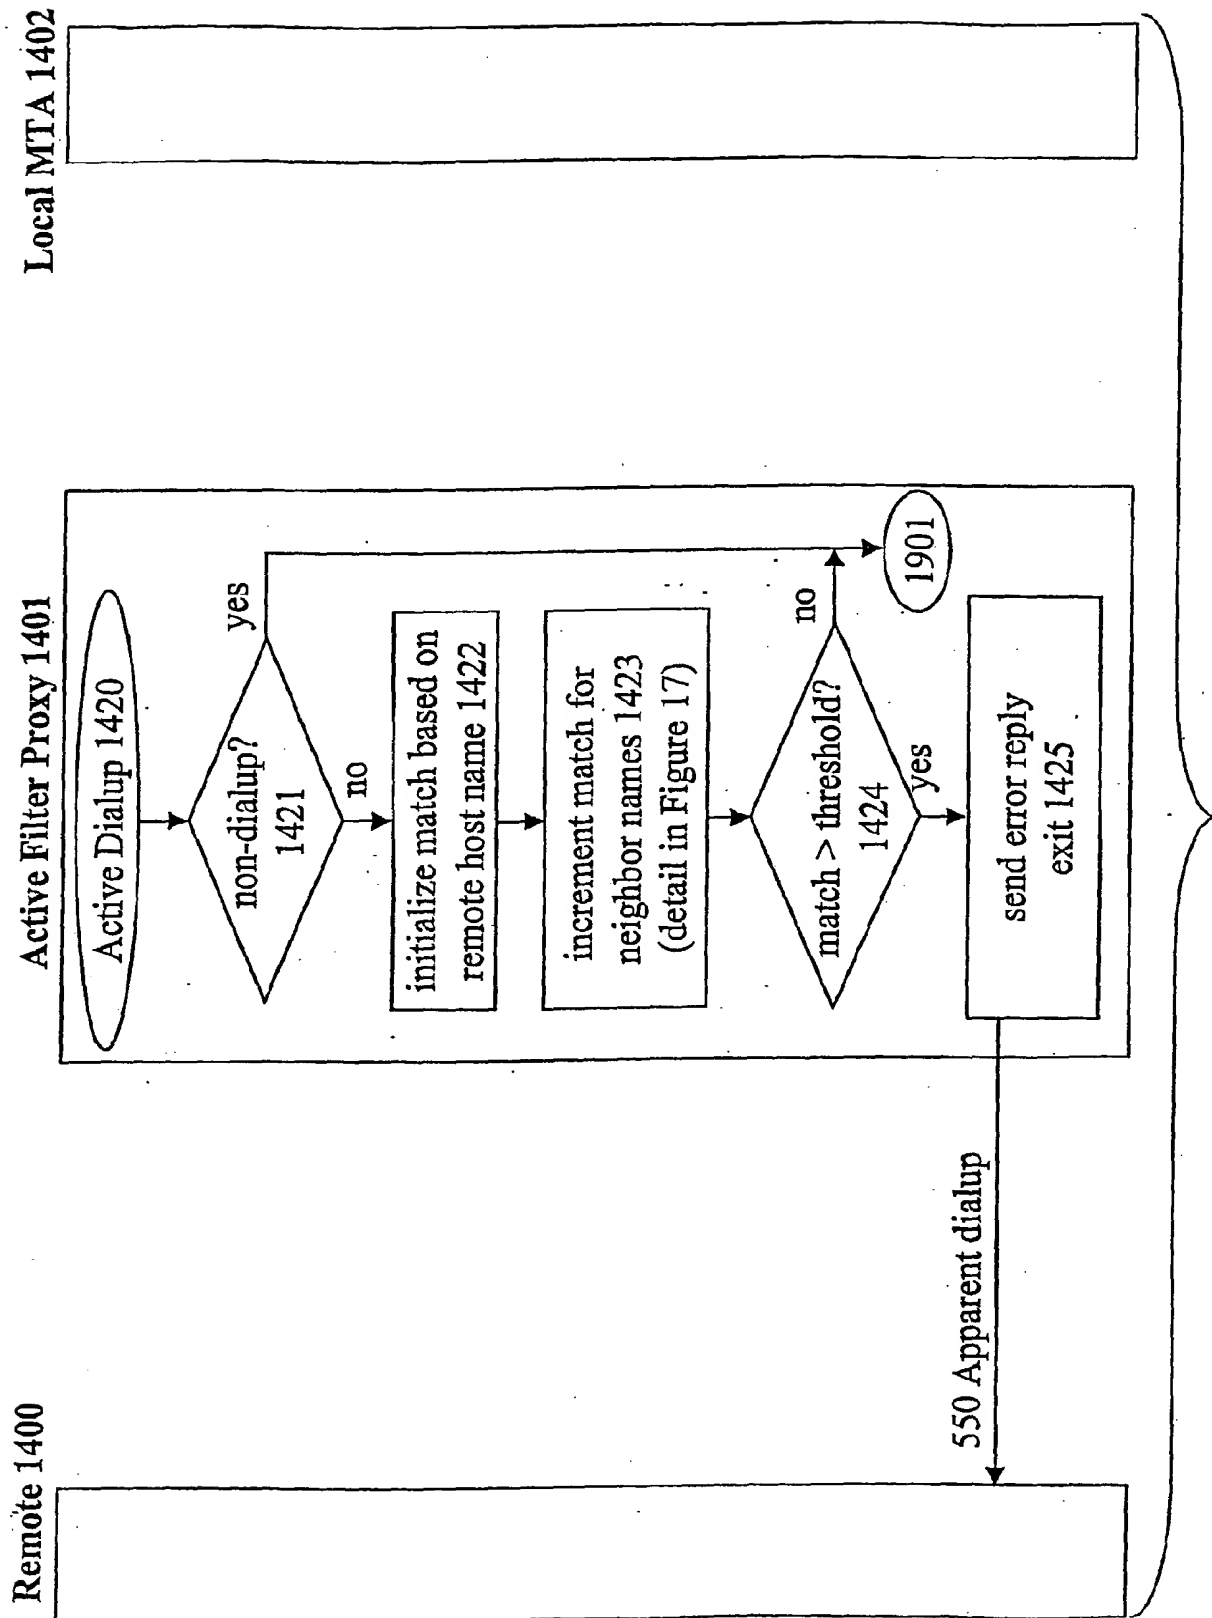 Remote 1400
Active Filter Proxy 1401
Local MTA 1402
Active Dialup 1420
non-dialup?
1421
yes
no
initialize match based on
remote host name 1422
increment match for
neighbor names 1423
(detail in Figure 17)
match > threshold?
1424
no
1901
yes
send error reply
exit 1425
550 Apparent dialup